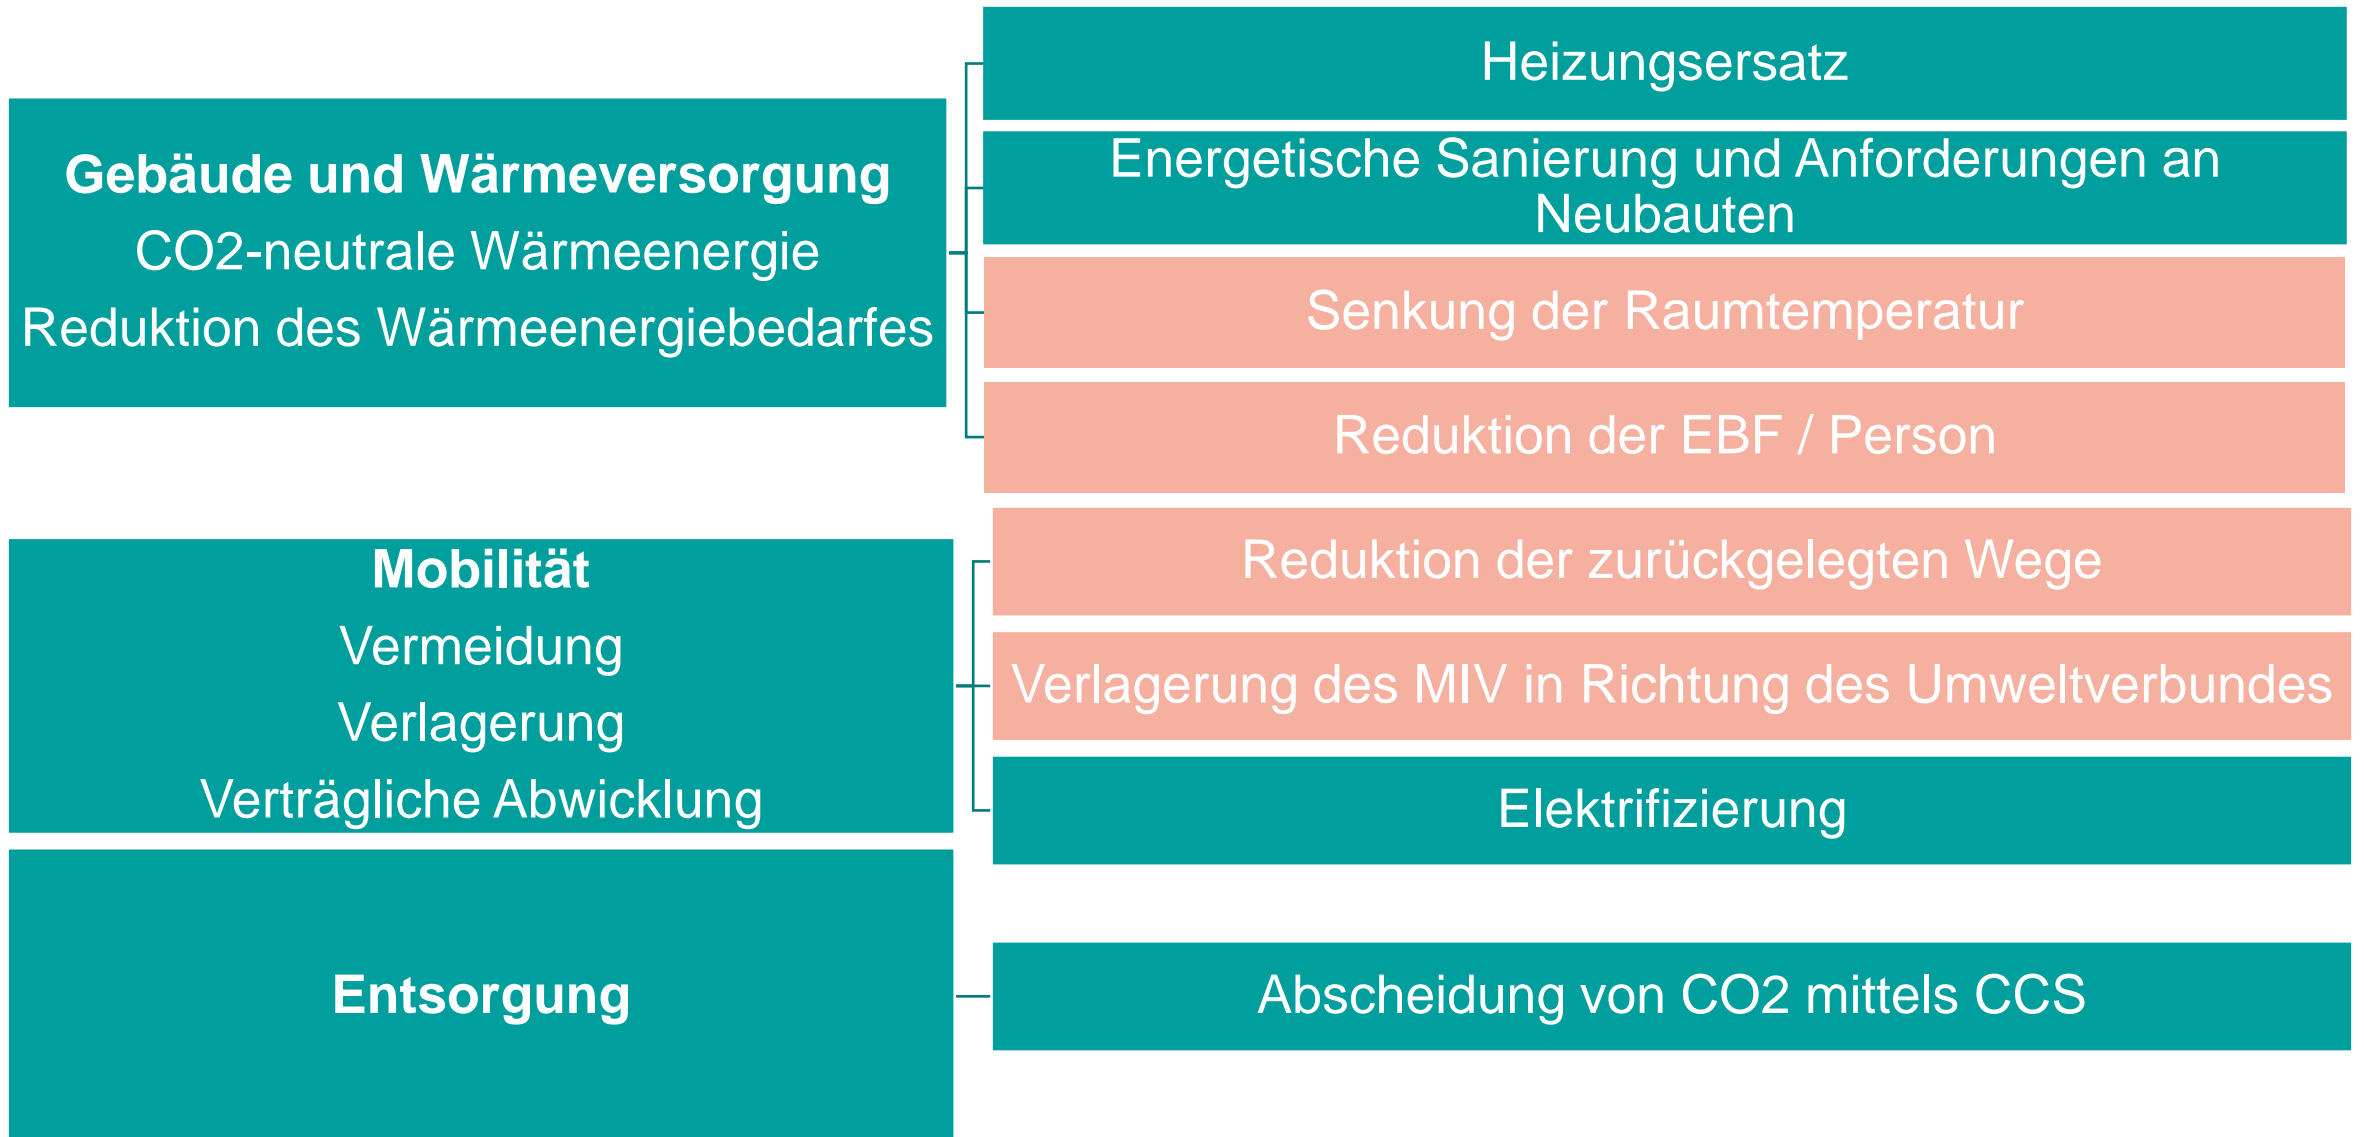 Gebäude und Wärmeversorgung
CO2-neutrale Wärmeenergie
Reduktion des Wärmeenergiebedarfes
Heizungsersatz
Energetische Sanierung und Anforderungen an
Neubauten
Senkung der Raumtemperatur
Reduktion der EBF / Person
Mobilität
Vermeidung
Verlagerung
Verträgliche Abwicklung
Reduktion der zurückgelegten Wege
Verlagerung des MIV in Richtung des Umweltverbundes
Elektrifizierung
Entsorgung
Abscheidung von CO2 mittels CCS